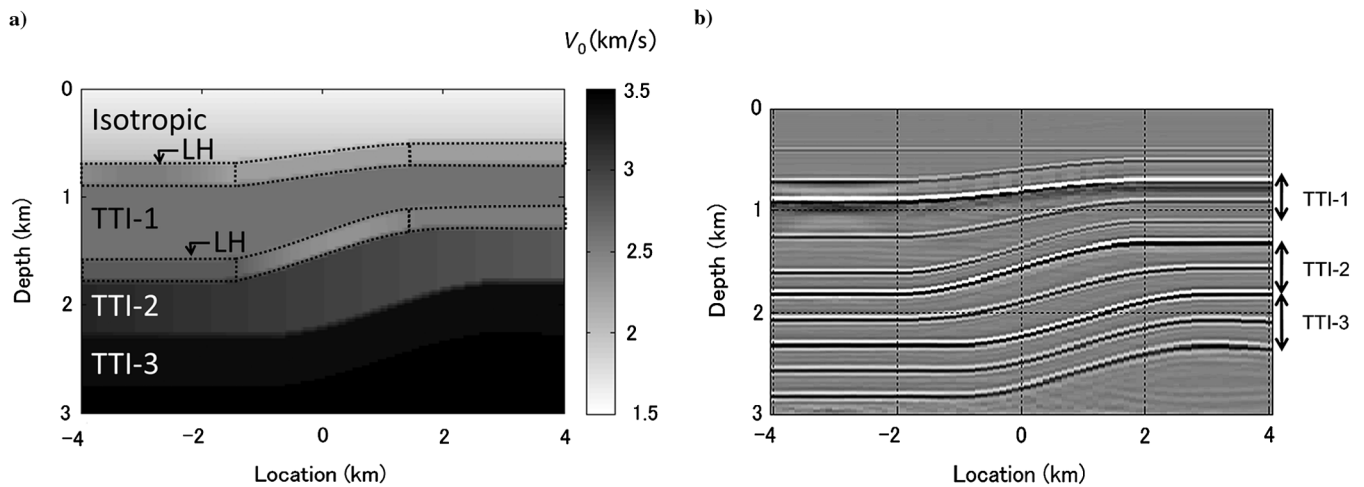 a)
V0 (km/s)
0
1
2
3
Depth (km)
Isotropic
LH
TTI-1
LH
TTI-2
TTI-3
3.5
3
2.5
2
1.5
-4
-2
0
2
4
Location (km)
b)
0
1
2
3
Depth (km)
TTI-1
TTI-2
TTI-3
-4
-2
0
2
4
Location (km)